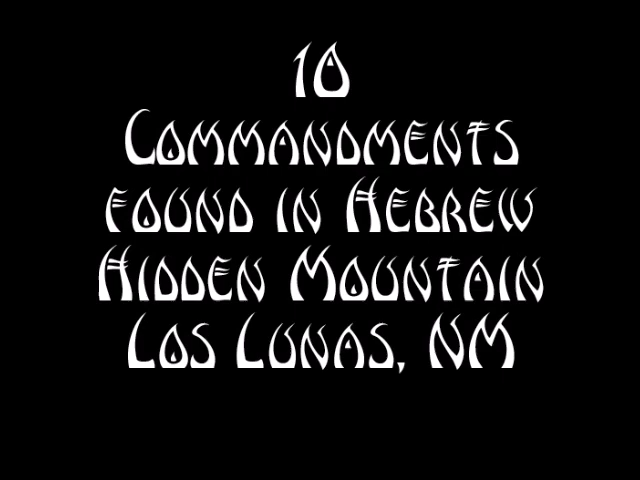 10
Commandments
found in Hebrew
Hidden Mountain
Los Lunas, NM